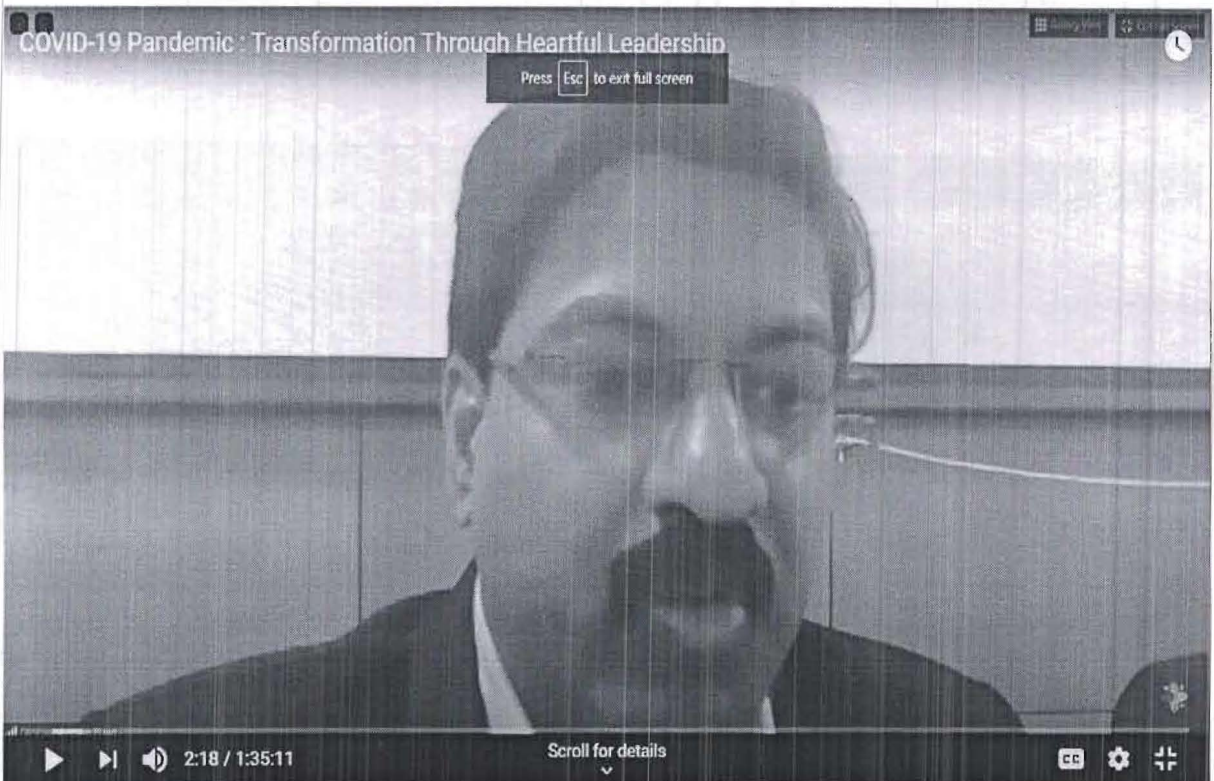 COVID-19 Pandemic : Transformation Through Heartful Leadership
Press Esc to exit full screen
2:18 / 1:35:11
Scroll for details
CC